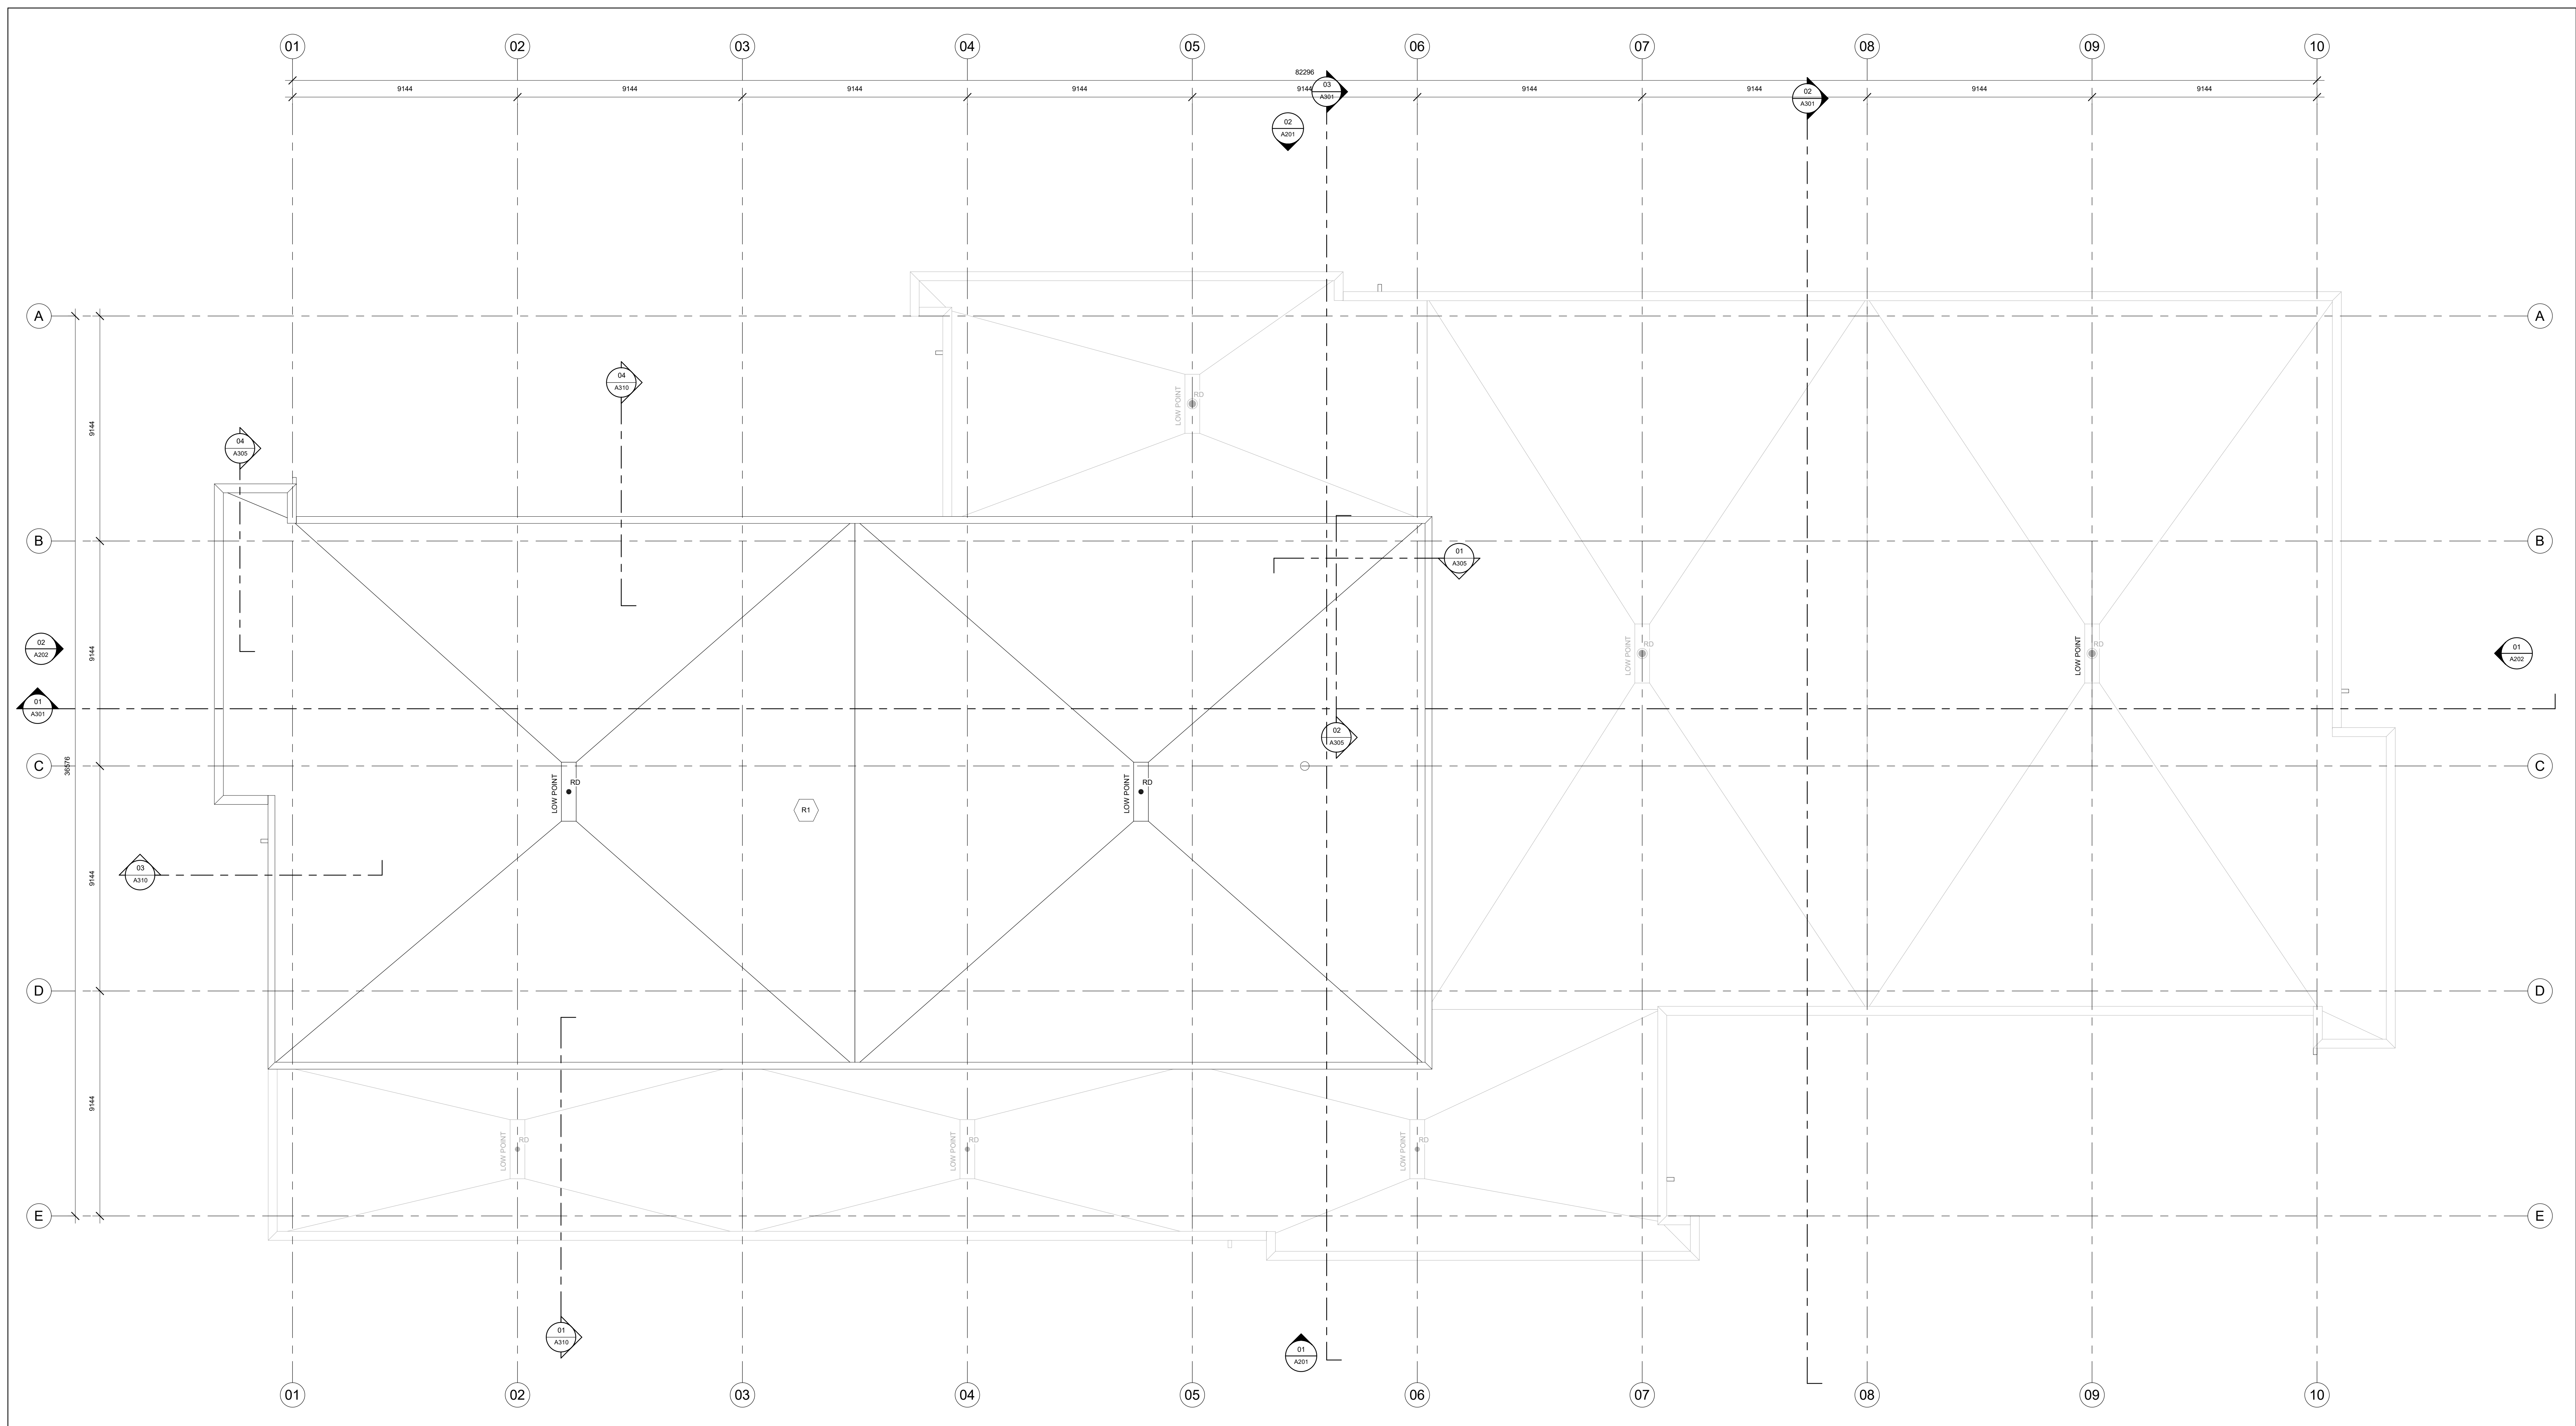 01 02 03 04 05 06 07 08 09 10
82296
9144 9144 9144 9144 9144 9144 9144 9144 9144
03
A301
02
A301
02
A201
A A
04
A310
LOW POINT RD
04
A305
9144
B B
01
A305
02
A202
9144
LOW POINT RD
LOW POINT RD
01
A202
01
A301
02
A305
C C
36576
LOW POINT RD
LOW POINT RD
R1
03
A310
9144
D D
9144
LOW POINT RD
LOW POINT RD
LOW POINT RD
E E
01
A310
01
A201
01 02 03 04 05 06 07 08 09 10